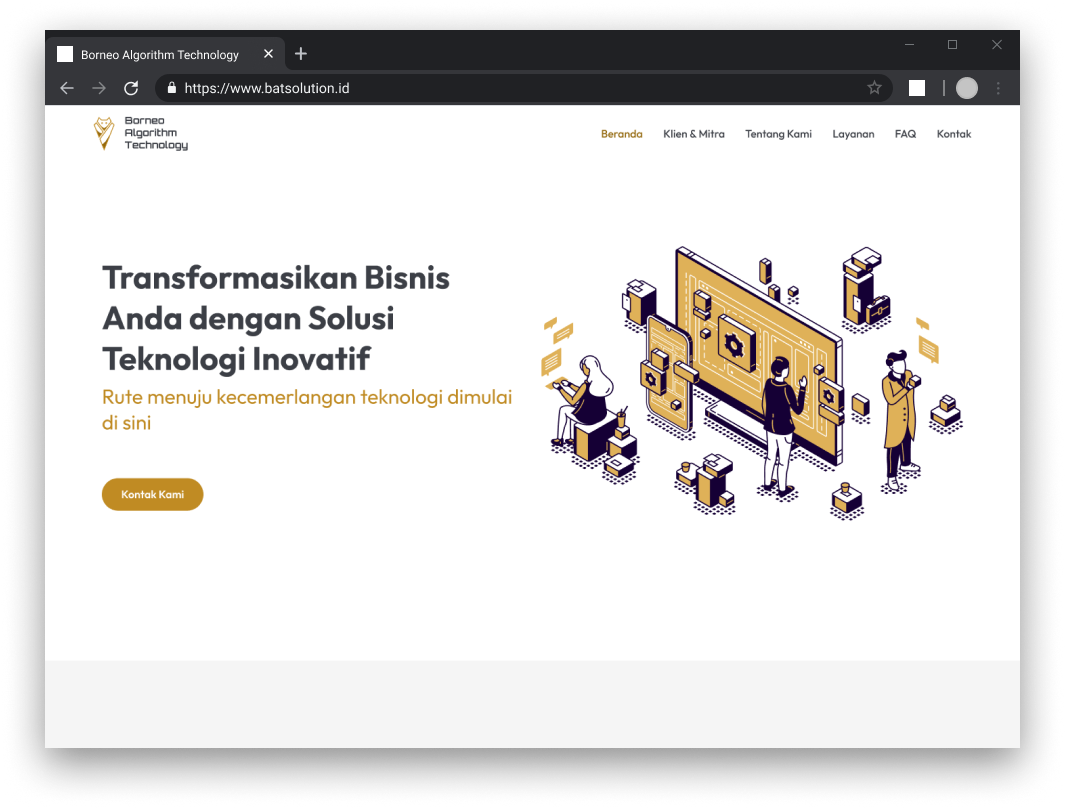 Borneo Algorithm Technology
https://www.batsolution.id
Borneo
Algorithm
Technology
Beranda Klien & Mitra Tentang Kami Layanan FAQ Kontak
Transformasikan Bisnis
Anda dengan Solusi
Teknologi Inovatif
Rute menuju kecemerlangan teknologi dimulai
di sini
Kontak Kami